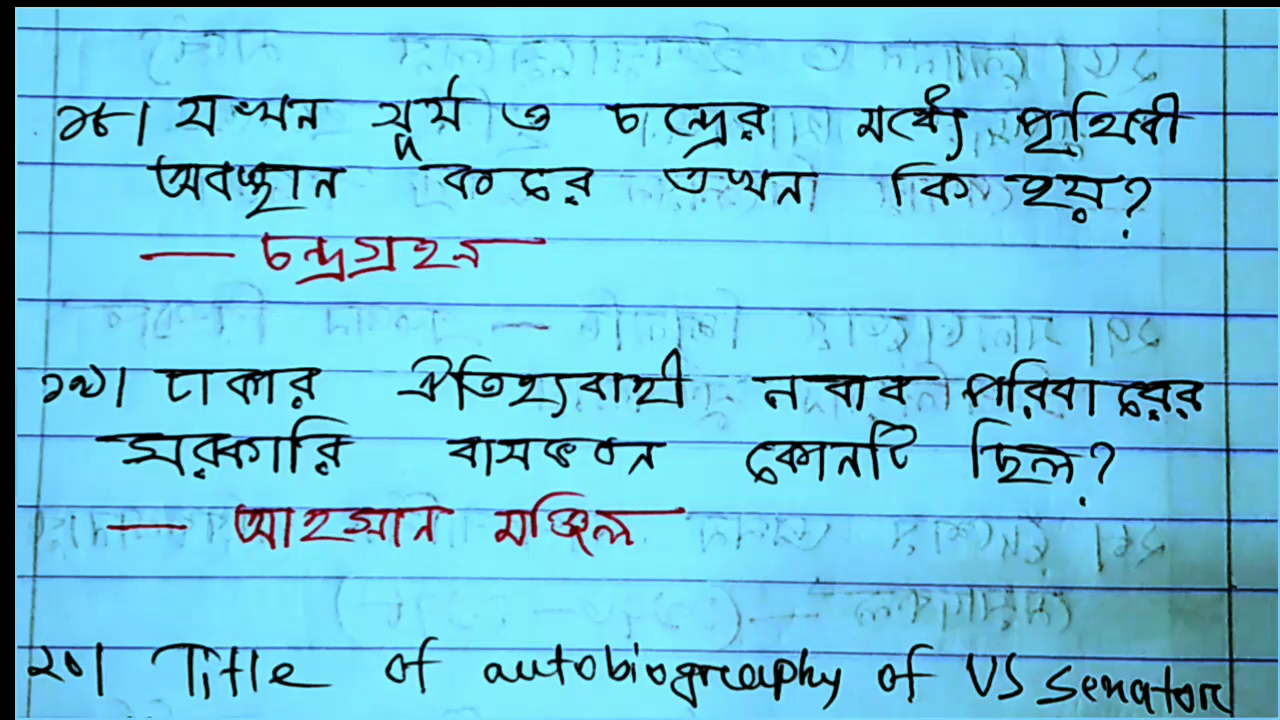 ১৮। যখন সূর্য ও চন্দ্রের মধ্যে পৃথিবী
অবস্থান করে তখন কি হয়?
— চন্দ্রগ্রহন
১৯। ঢাকার ঐতিহ্যবাহী নবাব পরিবারের
সরকারি বাসভবন কোনটি ছিল?
— আহসান মঞ্জিল
২০। Title of autobiography of US Senator